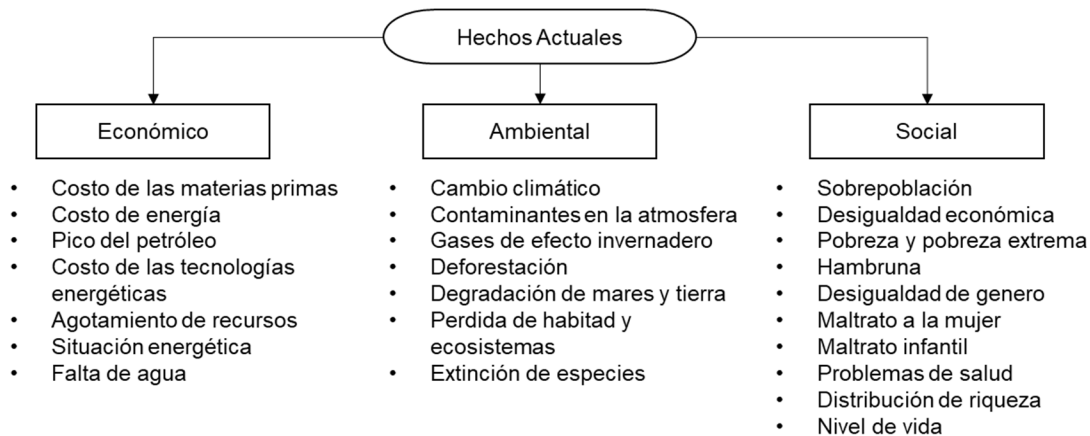 Hechos Actuales
Económico
• Costo de las materias primas
• Costo de energía
• Pico del petróleo
• Costo de las tecnologías
energéticas
• Agotamiento de recursos
• Situación energética
• Falta de agua
Ambiental
• Cambio climático
• Contaminantes en la atmosfera
• Gases de efecto invernadero
• Deforestación
• Degradación de mares y tierra
• Perdida de habitad y
ecosistemas
• Extinción de especies
Social
• Sobrepoblación
• Desigualdad económica
• Pobreza y pobreza extrema
• Hambruna
• Desigualdad de genero
• Maltrato a la mujer
• Maltrato infantil
• Problemas de salud
• Distribución de riqueza
• Nivel de vida